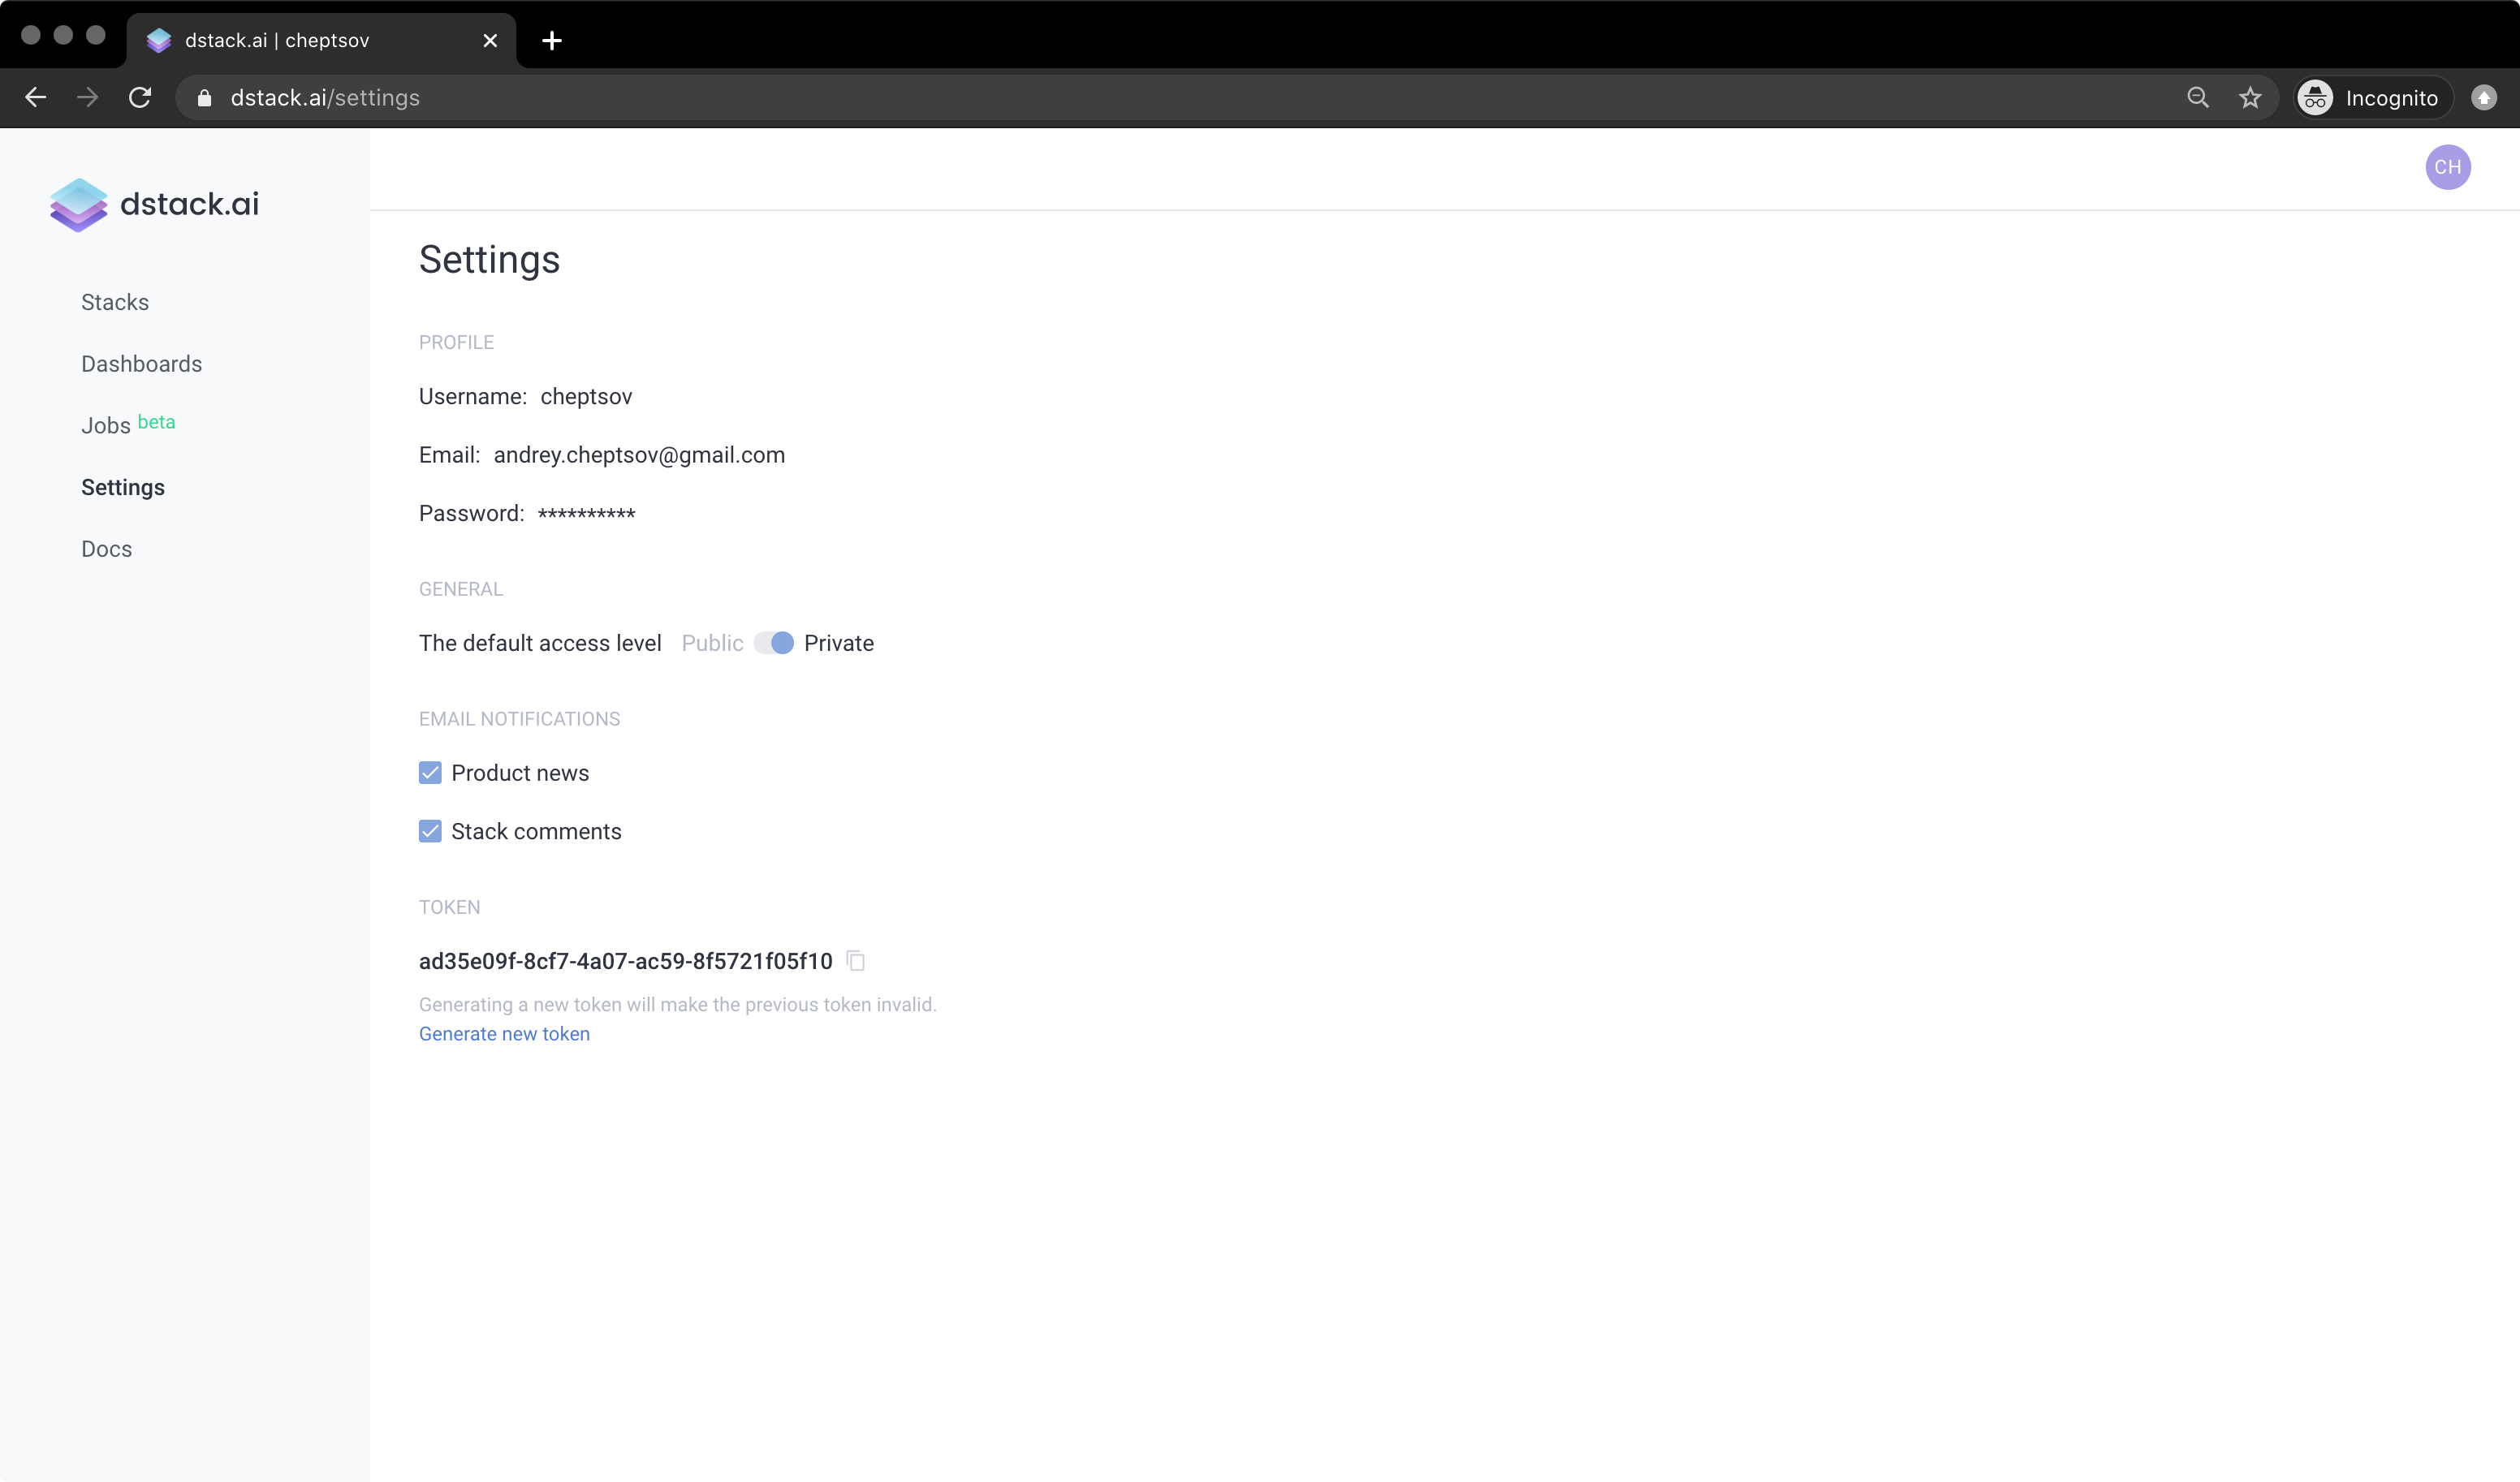 dstack.ai | cheptsov
dstack.ai/settings
Incognito
CH
dstack.ai
Stacks
Dashboards
Jobs beta
Settings
Docs
Settings
PROFILE
Username: cheptsov
Email: andrey.cheptsov@gmail.com
Password: **********
GENERAL
The default access level Public Private
EMAIL NOTIFICATIONS
Product news
Stack comments
TOKEN
ad35e09f-8cf7-4a07-ac59-8f5721f05f10
Generating a new token will make the previous token invalid.
Generate new token